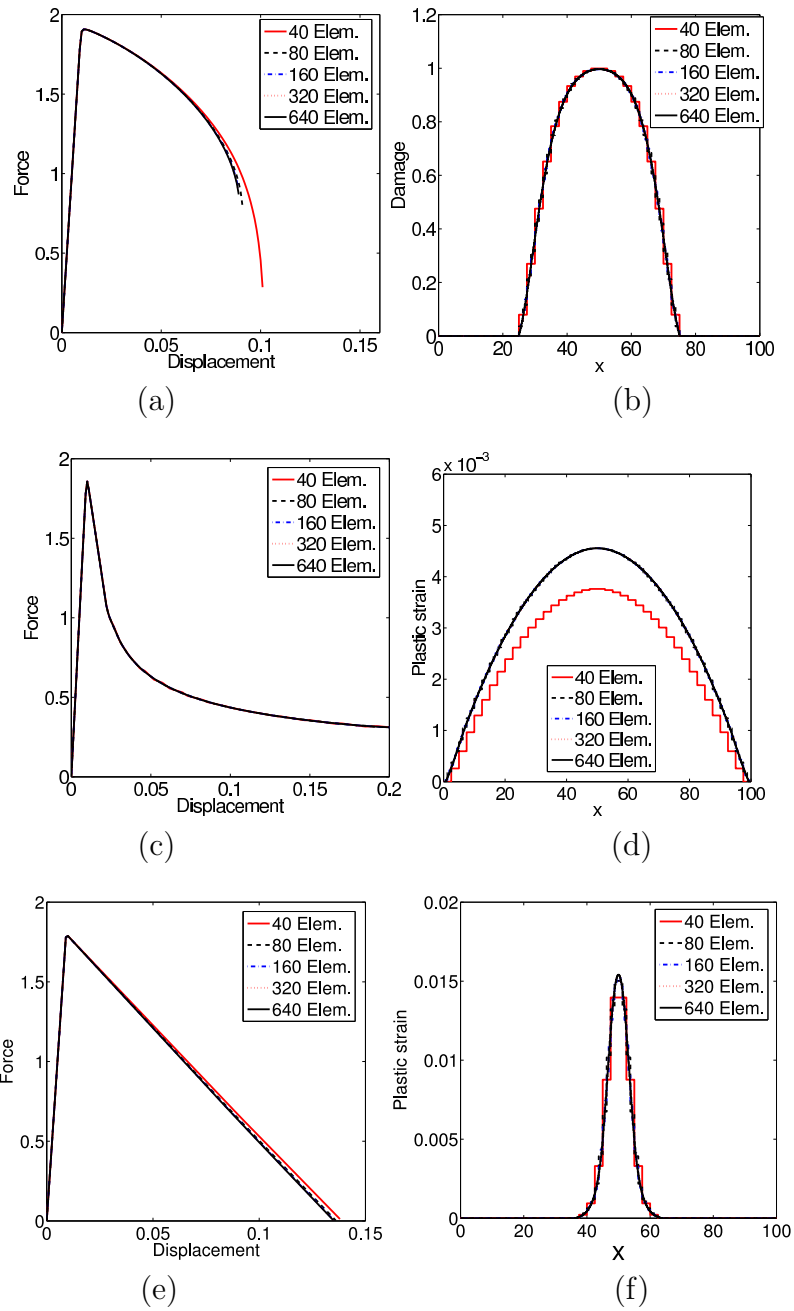 2
1.5
1
0.5
0
0
0.05
0.1
0.15
Force
Displacement
40 Elem.
80 Elem.
160 Elem.
320 Elem.
640 Elem.
(a)
1.2
1
0.8
0.6
0.4
0.2
0
0
20
40
60
80
100
Damage
x
40 Elem.
80 Elem.
160 Elem.
320 Elem.
640 Elem.
(b)
2
1.5
1
0.5
0
0
0.05
0.1
0.15
0.2
Force
Displacement
40 Elem.
80 Elem.
160 Elem.
320 Elem.
640 Elem.
(c)
x 10⁻³
6
5
4
3
2
1
0
0
20
40
60
80
100
Plastic strain
x
40 Elem.
80 Elem.
160 Elem.
320 Elem.
640 Elem.
(d)
2
1.5
1
0.5
0
0
0.05
0.1
0.15
Force
Displacement
40 Elem.
80 Elem.
160 Elem.
320 Elem.
640 Elem.
(e)
0.02
0.015
0.01
0.005
0
0
20
40
60
80
100
Plastic strain
x
40 Elem.
80 Elem.
160 Elem.
320 Elem.
640 Elem.
(f)